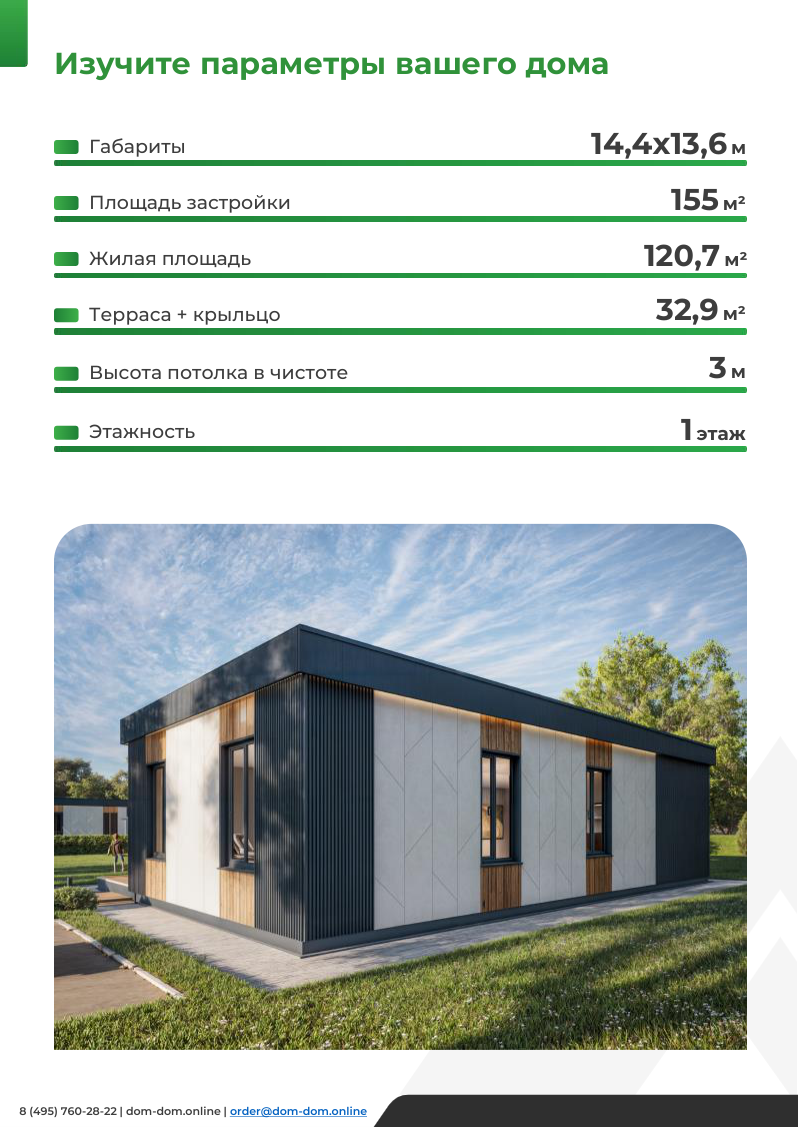 Изучите параметры вашего дома
Габариты 14,4х13,6 м
Площадь застройки 155 м²
Жилая площадь 120,7 м²
Терраса + крыльцо 32,9 м²
Высота потолка в чистоте 3 м
Этажность 1 этаж
8 (495) 760-28-22 | dom-dom.online | order@dom-dom.online